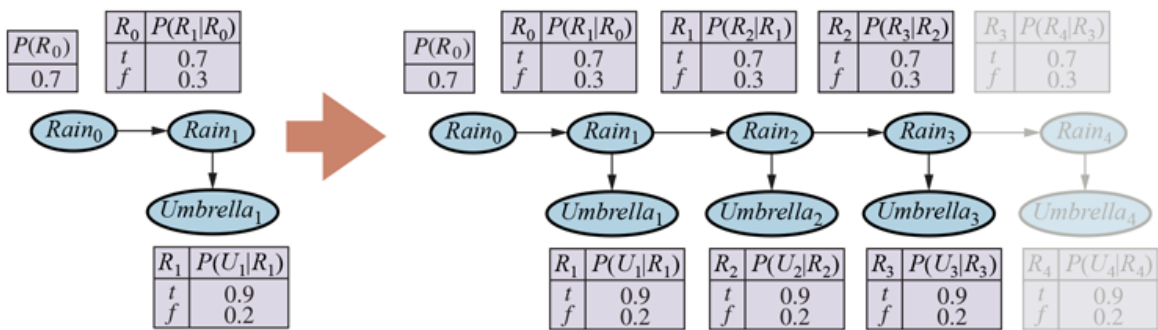 P(R0)
0.7
R0 P(R1|R0)
t 0.7
f 0.3
Rain0
Rain1
Umbrella1
R1 P(U1|R1)
t 0.9
f 0.2
P(R0)
0.7
R0 P(R1|R0)
t 0.7
f 0.3
R1 P(R2|R1)
t 0.7
f 0.3
R2 P(R3|R2)
t 0.7
f 0.3
R3 P(R4|R3)
t 0.7
f 0.3
Rain0
Rain1
Rain2
Rain3
Rain4
Umbrella1
Umbrella2
Umbrella3
Umbrella4
R1 P(U1|R1)
t 0.9
f 0.2
R2 P(U2|R2)
t 0.9
f 0.2
R3 P(U3|R3)
t 0.9
f 0.2
R4 P(U4|R4)
t 0.9
f 0.2